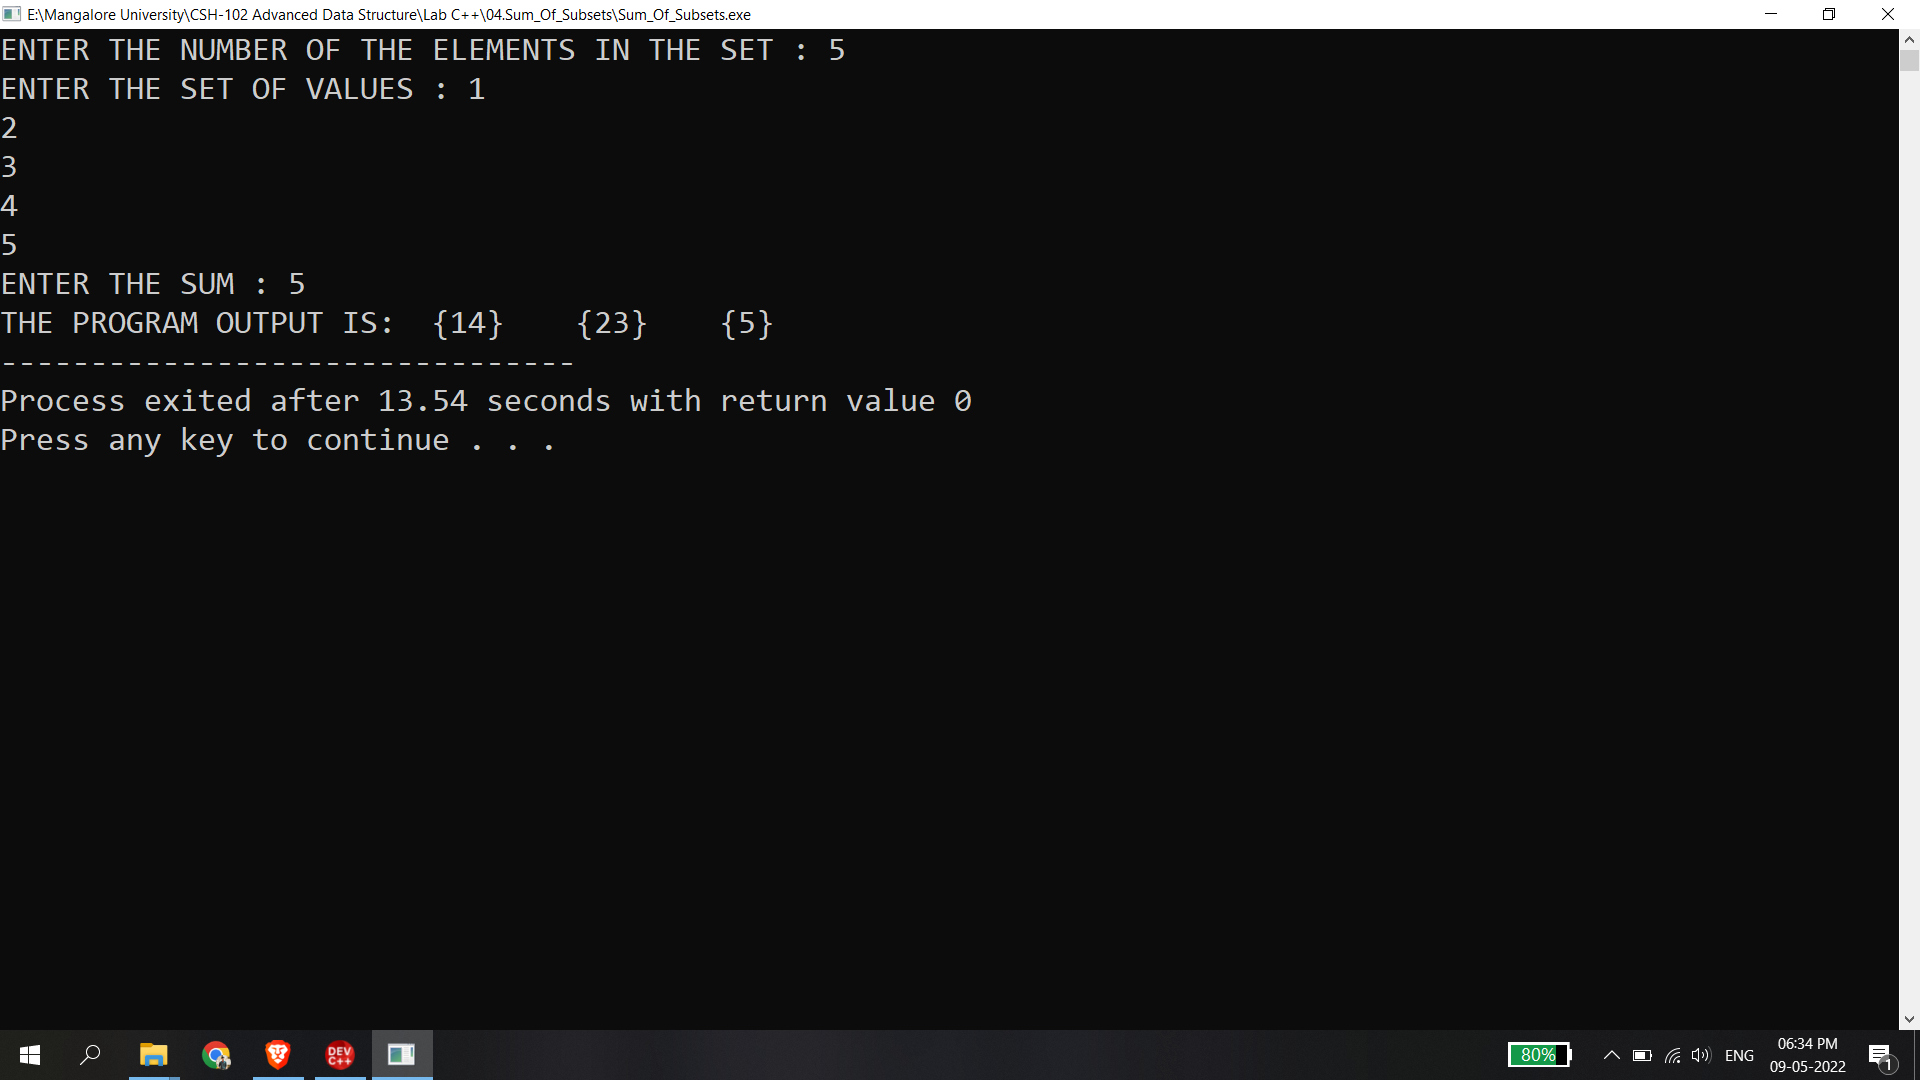 E:\Mangalore University\CSH-102 Advanced Data Structure\Lab C++\04.Sum_Of_Subsets\Sum_Of_Subsets.exe
ENTER THE NUMBER OF THE ELEMENTS IN THE SET : 5
ENTER THE SET OF VALUES : 1
2
3
4
5
ENTER THE SUM : 5
THE PROGRAM OUTPUT IS:  {14}    {23}    {5}
--------------------------------
Process exited after 13.54 seconds with return value 0
Press any key to continue . . .
DEV
C++
80%
ENG
06:34 PM
09-05-2022
1